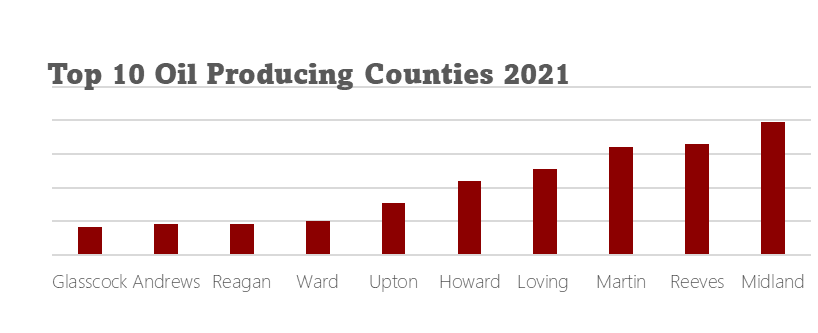 Top 10 Oil Producing Counties 2021
Glasscock Andrews Reagan Ward Upton Howard Loving Martin Reeves Midland